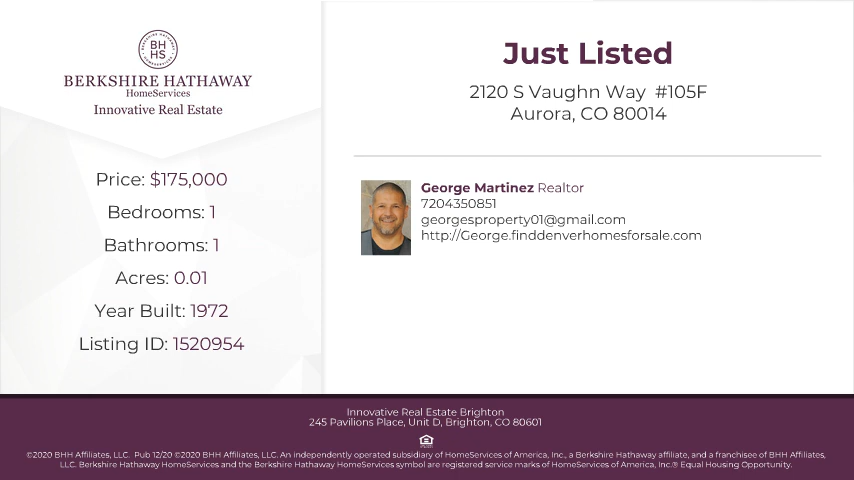 BH
HS
BERKSHIRE HATHAWAY
HomeServices
Innovative Real Estate
Price: $175,000
Bedrooms: 1
Bathrooms: 1
Acres: 0.01
Year Built: 1972
Listing ID: 1520954
Just Listed
2120 S Vaughn Way #105F
Aurora, CO 80014
George Martinez Realtor
7204350851
georgesproperty01@gmail.com
http://George.finddenverhomesforsale.com
Innovative Real Estate Brighton
245 Pavilions Place, Unit D, Brighton, CO 80601
©2020 BHH Affiliates, LLC. Pub 12/20 ©2020 BHH Affiliates, LLC. An independently operated subsidiary of HomeServices of America, Inc., a Berkshire Hathaway affiliate, and a franchisee of BHH Affiliates,
LLC. Berkshire Hathaway HomeServices and the Berkshire Hathaway HomeServices symbol are registered service marks of HomeServices of America, Inc.® Equal Housing Opportunity.